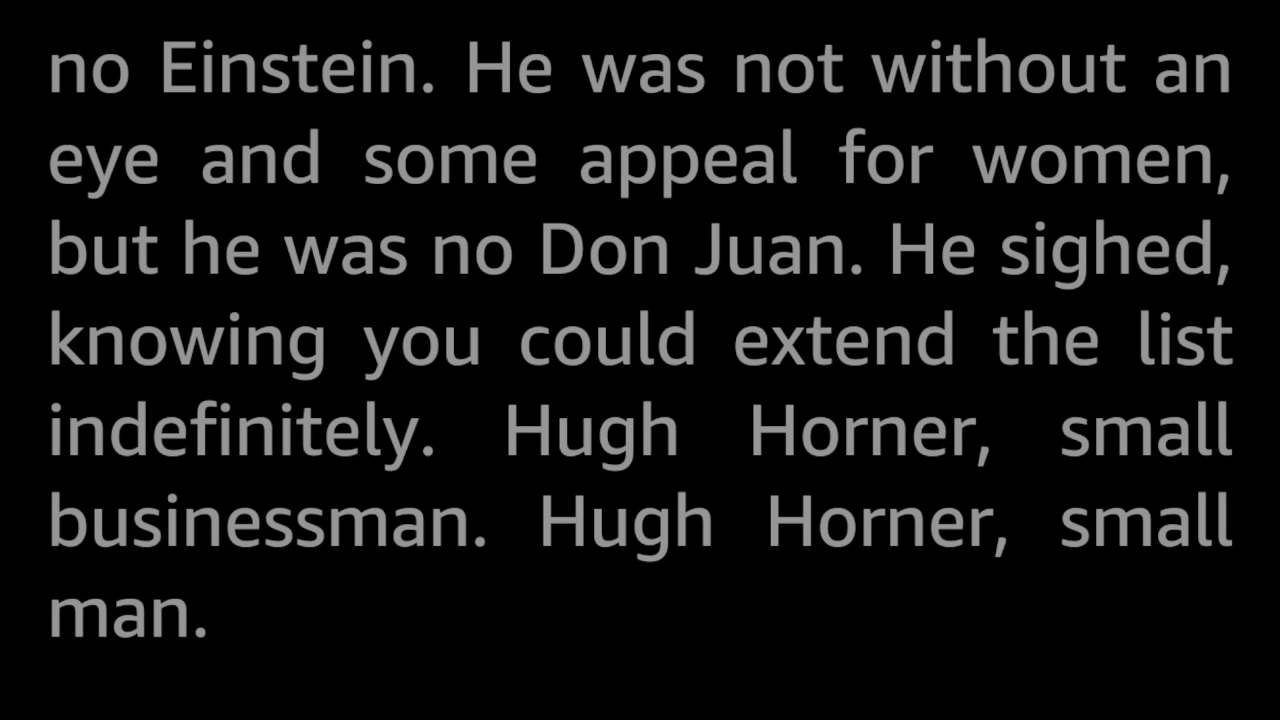 no Einstein. He was not without an
eye and some appeal for women,
but he was no Don Juan. He sighed,
knowing you could extend the list
indefinitely. Hugh Horner, small
businessman. Hugh Horner, small
man.